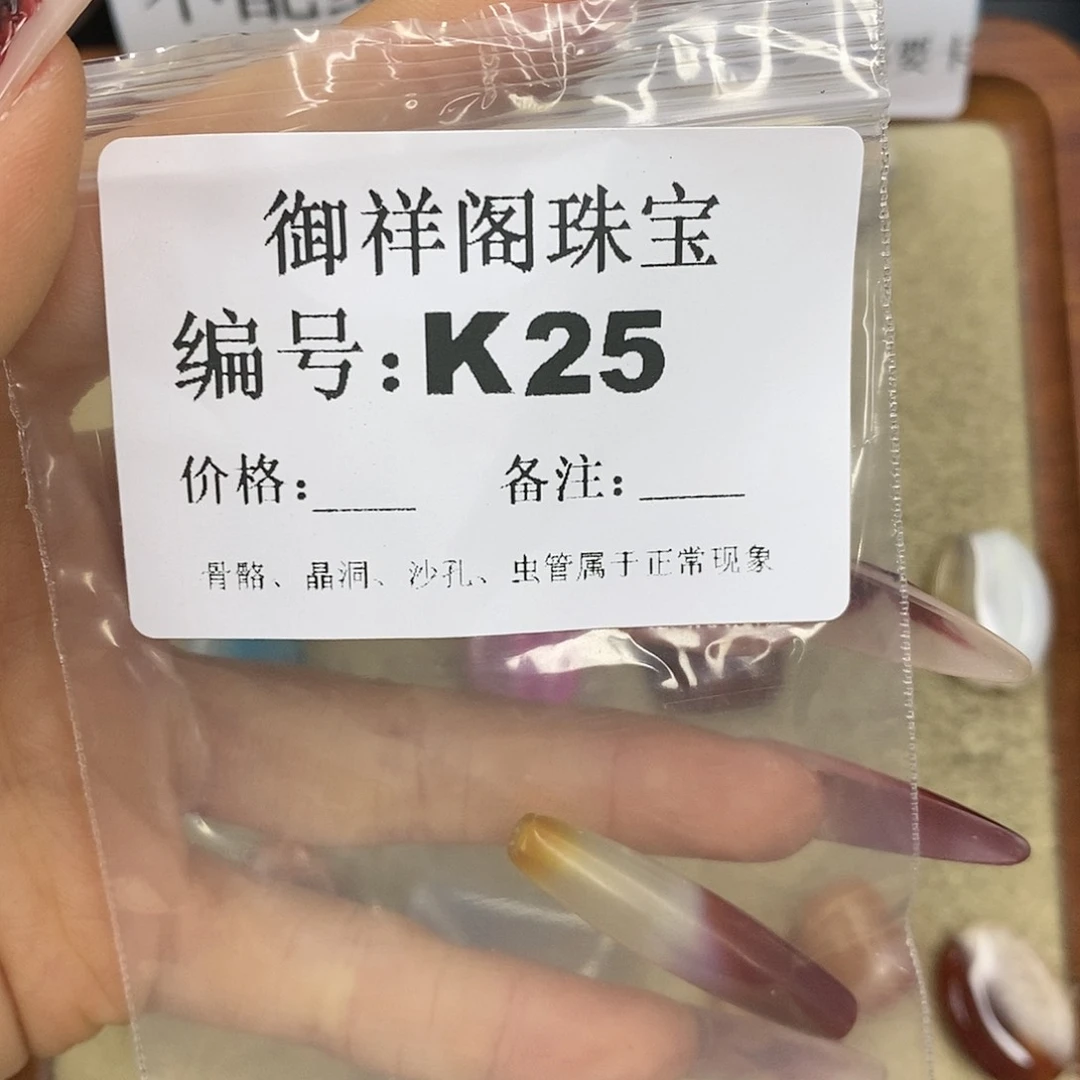 御祥阁珠宝
编号:K25
价格:____ 备注:____
骨骼、晶洞、沙孔、虫管属于正常现象